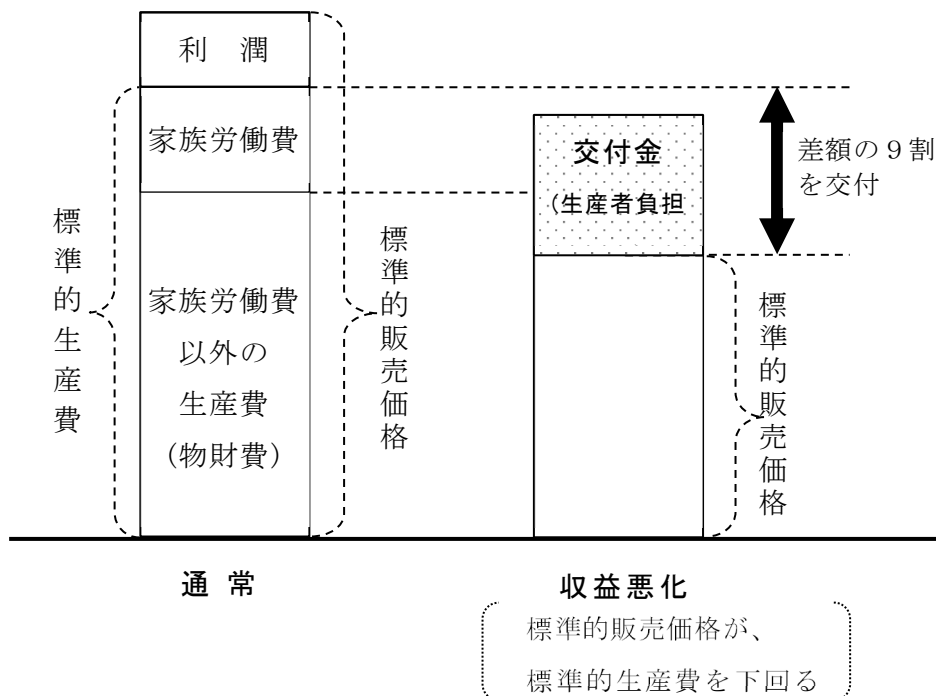 利　潤
家族労働費
家族労働費
以外の
生産費
(物財費)
標準的生産費
標準的販売価格
交付金
(生産者負担
差額の９割
を交付
標準的販売価格
通 常
収益悪化
標準的販売価格が、
標準的生産費を下回る